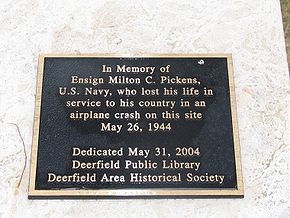 In Memory of
Ensign Milton C. Pickens,
U.S. Navy, who lost his life in
service to his country in an
airplane crash on this site
May 26, 1944
Dedicated May 31, 2004
Deerfield Public Library
Deerfield Area Historical Society